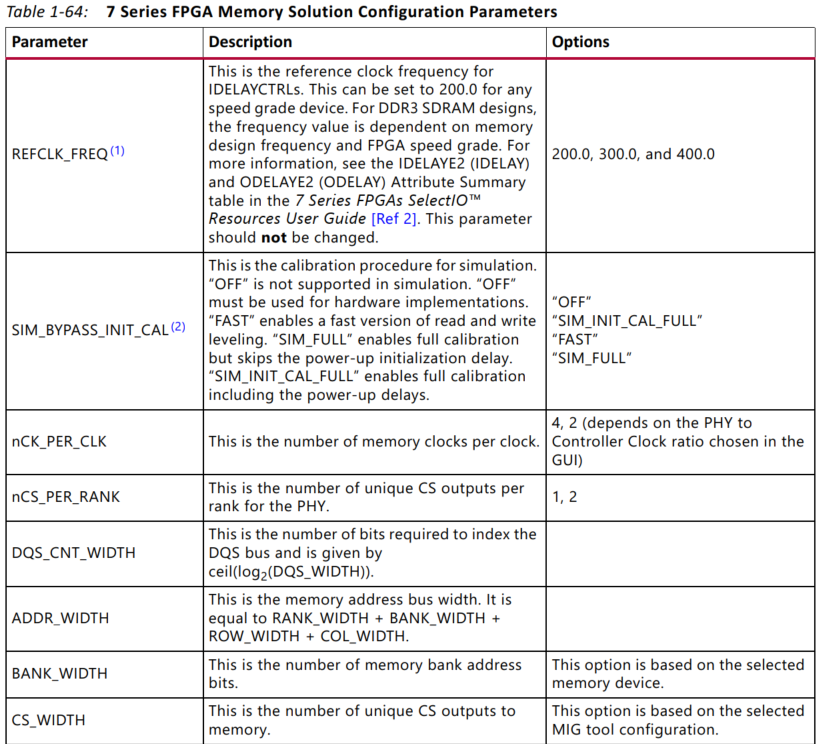 Table 1-64: 7 Series FPGA Memory Solution Configuration Parameters
Parameter
Description
Options
REFCLK_FREQ(1)
This is the reference clock frequency for
IDELAYCTRLs. This can be set to 200.0 for any
speed grade device. For DDR3 SDRAM designs,
the frequency value is dependent on memory
design frequency and FPGA speed grade. For
more information, see the IDELAYE2 (IDELAY)
and ODELAYE2 (ODELAY) Attribute Summary
table in the 7 Series FPGAs SelectIO™
Resources User Guide [Ref 2]. This parameter
should not be changed.
200.0, 300.0, and 400.0
SIM_BYPASS_INIT_CAL(2)
This is the calibration procedure for simulation.
“OFF” is not supported in simulation. “OFF”
must be used for hardware implementations.
“FAST” enables a fast version of read and write
leveling. “SIM_FULL” enables full calibration
but skips the power-up initialization delay.
“SIM_INIT_CAL_FULL” enables full calibration
including the power-up delays.
“OFF”
“SIM_INIT_CAL_FULL”
“FAST”
“SIM_FULL”
nCK_PER_CLK
This is the number of memory clocks per clock.
4, 2 (depends on the PHY to
Controller Clock ratio chosen in the
GUI)
nCS_PER_RANK
This is the number of unique CS outputs per
rank for the PHY.
1, 2
DQS_CNT_WIDTH
This is the number of bits required to index the
DQS bus and is given by
ceil(log2(DQS_WIDTH)).
ADDR_WIDTH
This is the memory address bus width. It is
equal to RANK_WIDTH + BANK_WIDTH +
ROW_WIDTH + COL_WIDTH.
BANK_WIDTH
This is the number of memory bank address
bits.
This option is based on the selected
memory device.
CS_WIDTH
This is the number of unique CS outputs to
memory.
This option is based on the selected
MIG tool configuration.